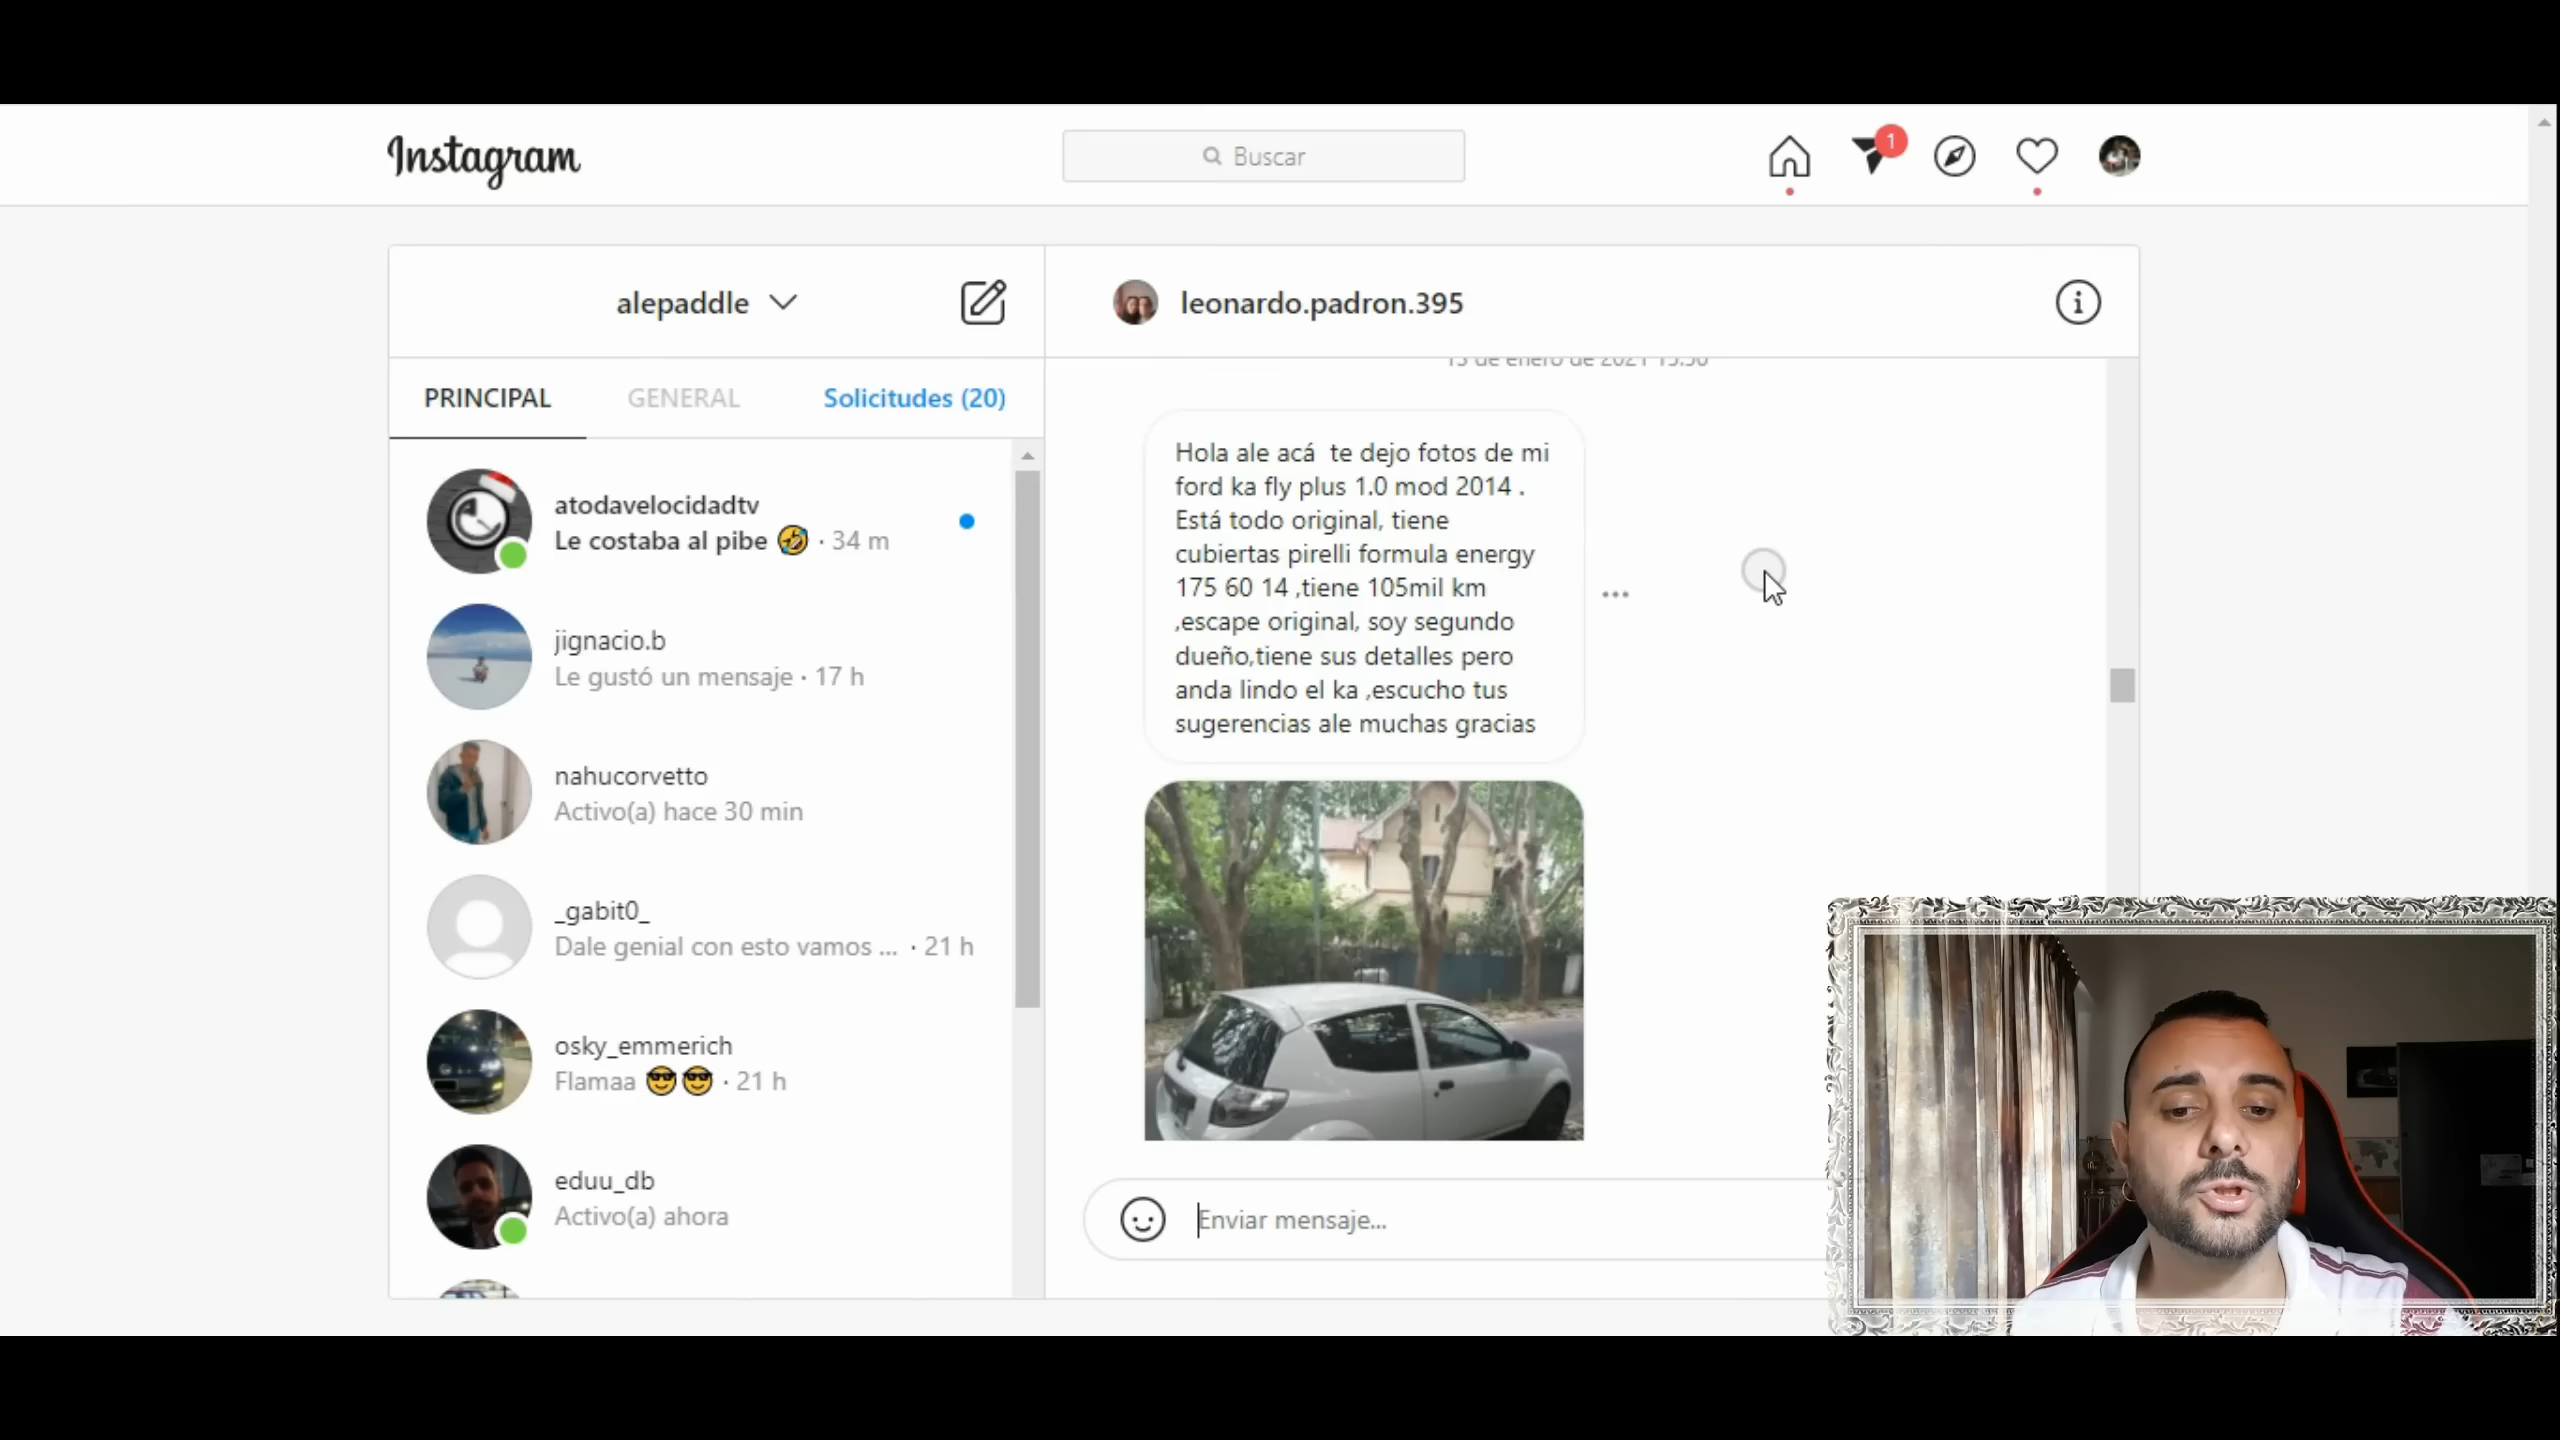 Instagram
Buscar
1
alepaddle
leonardo.padron.395
PRINCIPAL
GENERAL
Solicitudes (20)
atodavelocidadtv
Le costaba al pibe 🤣 · 34 m
jignacio.b
Le gustó un mensaje · 17 h
nahucorvetto
Activo(a) hace 30 min
_gabit0_
Dale genial con esto vamos ... · 21 h
osky_emmerich
Flamaa 😎😎 · 21 h
eduu_db
Activo(a) ahora
de enero de 2021
Hola ale acá  te dejo fotos de mi
ford ka fly plus 1.0 mod 2014 .
Está todo original, tiene
cubiertas pirelli formula energy
175 60 14 ,tiene 105mil km
,escape original, soy segundo
dueño,tiene sus detalles pero
anda lindo el ka ,escucho tus
sugerencias ale muchas gracias
Enviar mensaje...